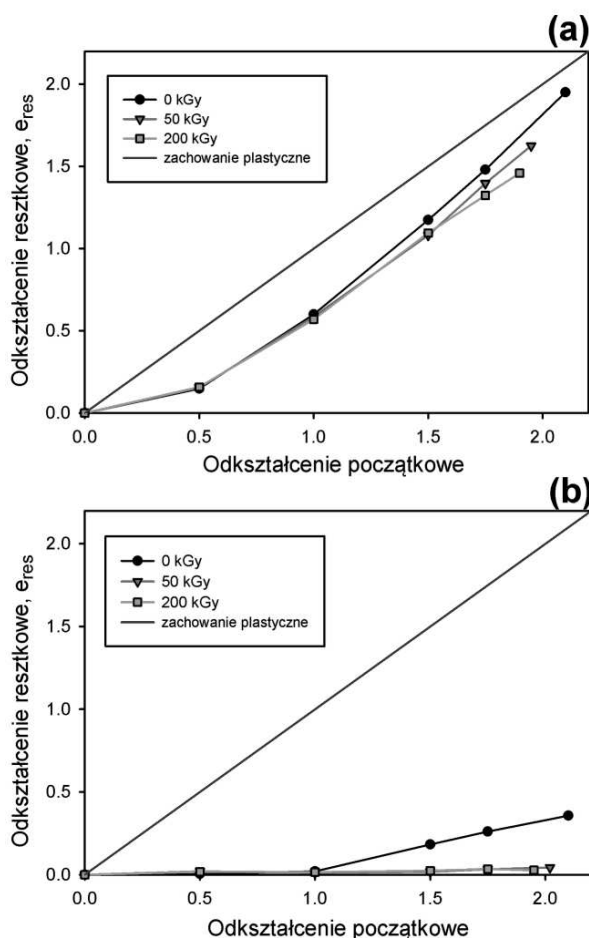 (a)
Odkształcenie resztkowe, e_res
2.0
1.5
1.0
0.5
0.0
0 kGy
50 kGy
200 kGy
zachowanie plastyczne
0.0 0.5 1.0 1.5 2.0
Odkształcenie początkowe
(b)
Odkształcenie resztkowe, e_res
2.0
1.5
1.0
0.5
0.0
0 kGy
50 kGy
200 kGy
zachowanie plastyczne
0.0 0.5 1.0 1.5 2.0
Odkształcenie początkowe